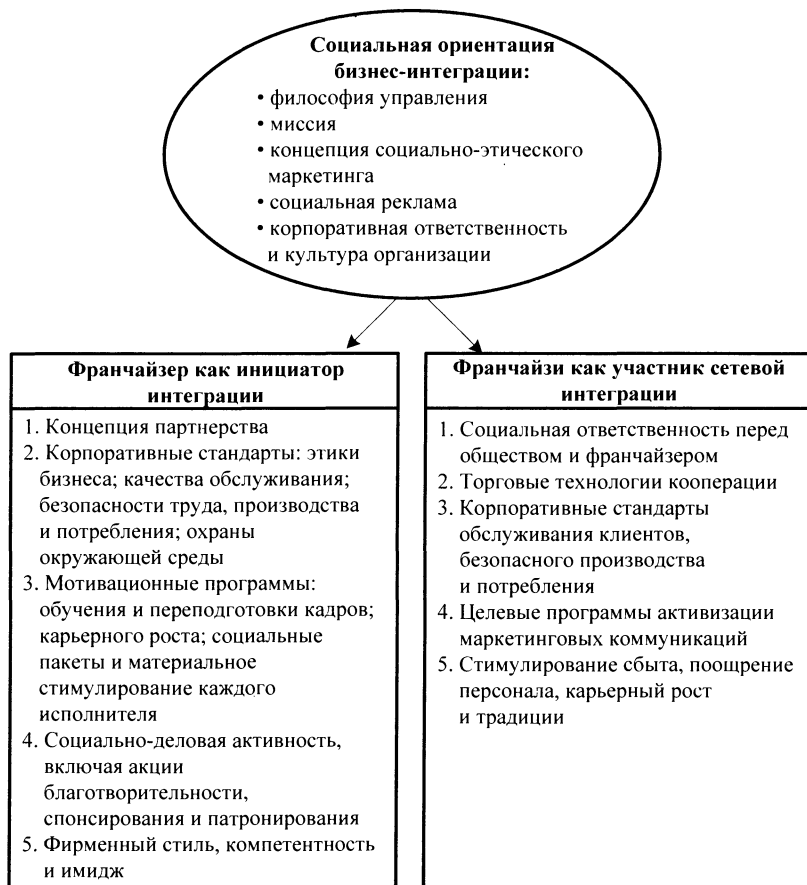 Социальная ориентация
бизнес-интеграции:
• философия управления
• миссия
• концепция социально-этического
маркетинга
• социальная реклама
• корпоративная ответственность
и культура организации
Франчайзер как инициатор
интеграции
1. Концепция партнерства
2. Корпоративные стандарты: этики
бизнеса; качества обслуживания;
безопасности труда, производства
и потребления; охраны
окружающей среды
3. Мотивационные программы:
обучения и переподготовки кадров;
карьерного роста; социальные
пакеты и материальное
стимулирование каждого
исполнителя
4. Социально-деловая активность,
включая акции
благотворительности,
спонсирования и патронирования
5. Фирменный стиль, компетентность
и имидж
Франчайзи как участник сетевой
интеграции
1. Социальная ответственность перед
обществом и франчайзером
2. Торговые технологии кооперации
3. Корпоративные стандарты
обслуживания клиентов,
безопасного производства
и потребления
4. Целевые программы активизации
маркетинговых коммуникаций
5. Стимулирование сбыта, поощрение
персонала, карьерный рост
и традиции